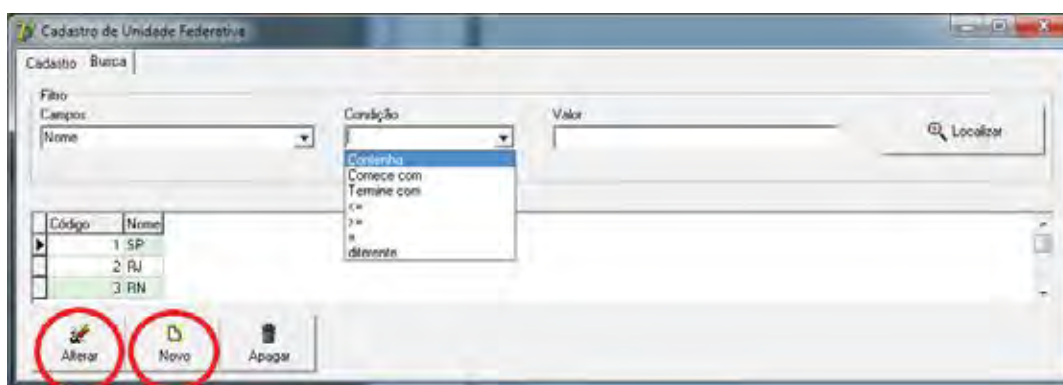 Cadastro de Unidade Federativa
Cadastro Busca
Filtro
Campos Condição Valor
Nome Localizar
Contenha
Comece com
Termine com
<=
>=
=
diferente
Código Nome
1 SP
2 RJ
3 RN
Alterar Novo Apagar